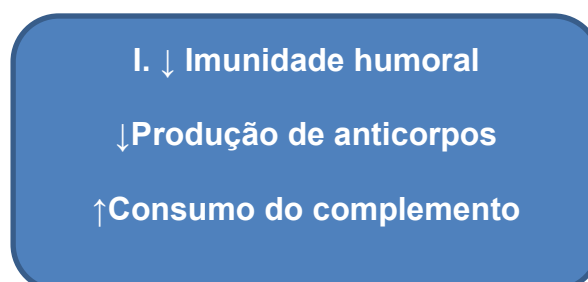 I. ↓ Imunidade humoral
↓Produção de anticorpos
↑Consumo do complemento